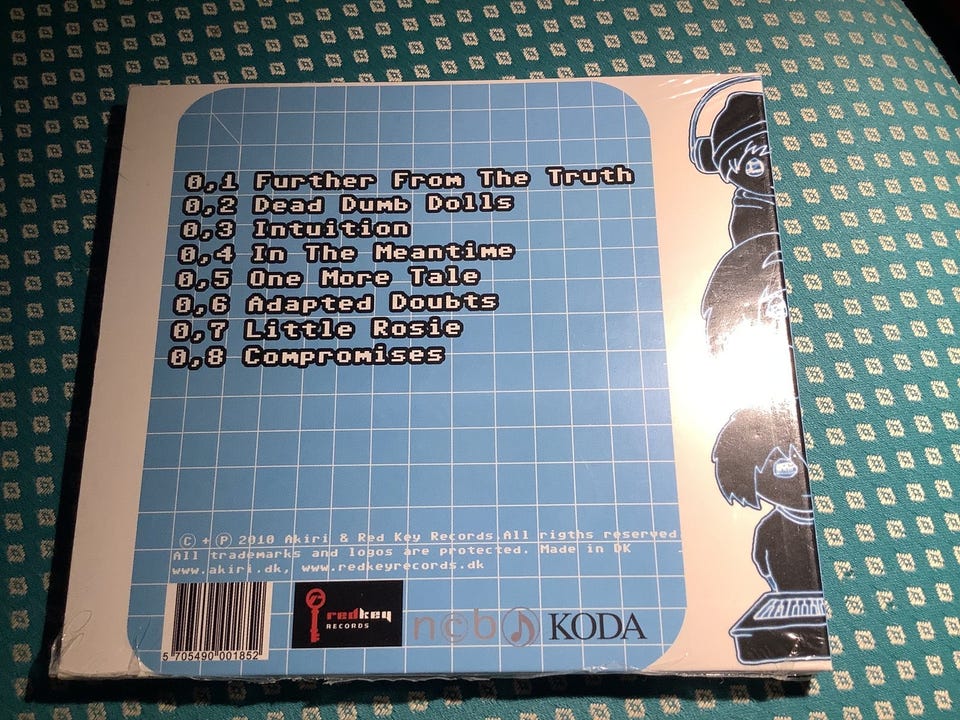 0,1 Further From The Truth
0,2 Dead Dumb Dolls
0,3 Intuition
0,4 In The Meantime
0,5 One More Tale
0,6 Adapted Doubts
0,7 Little Rosie
0,8 Compromises
© + ℗ 2010 Akiri & Red Key Records.All rigths reserved
All trademarks and logos are protected. Made in DK
www.akiri.dk, www.redkeyrecords.dk
5 705490 001852
redkey
RECORDS
ncb
KODA